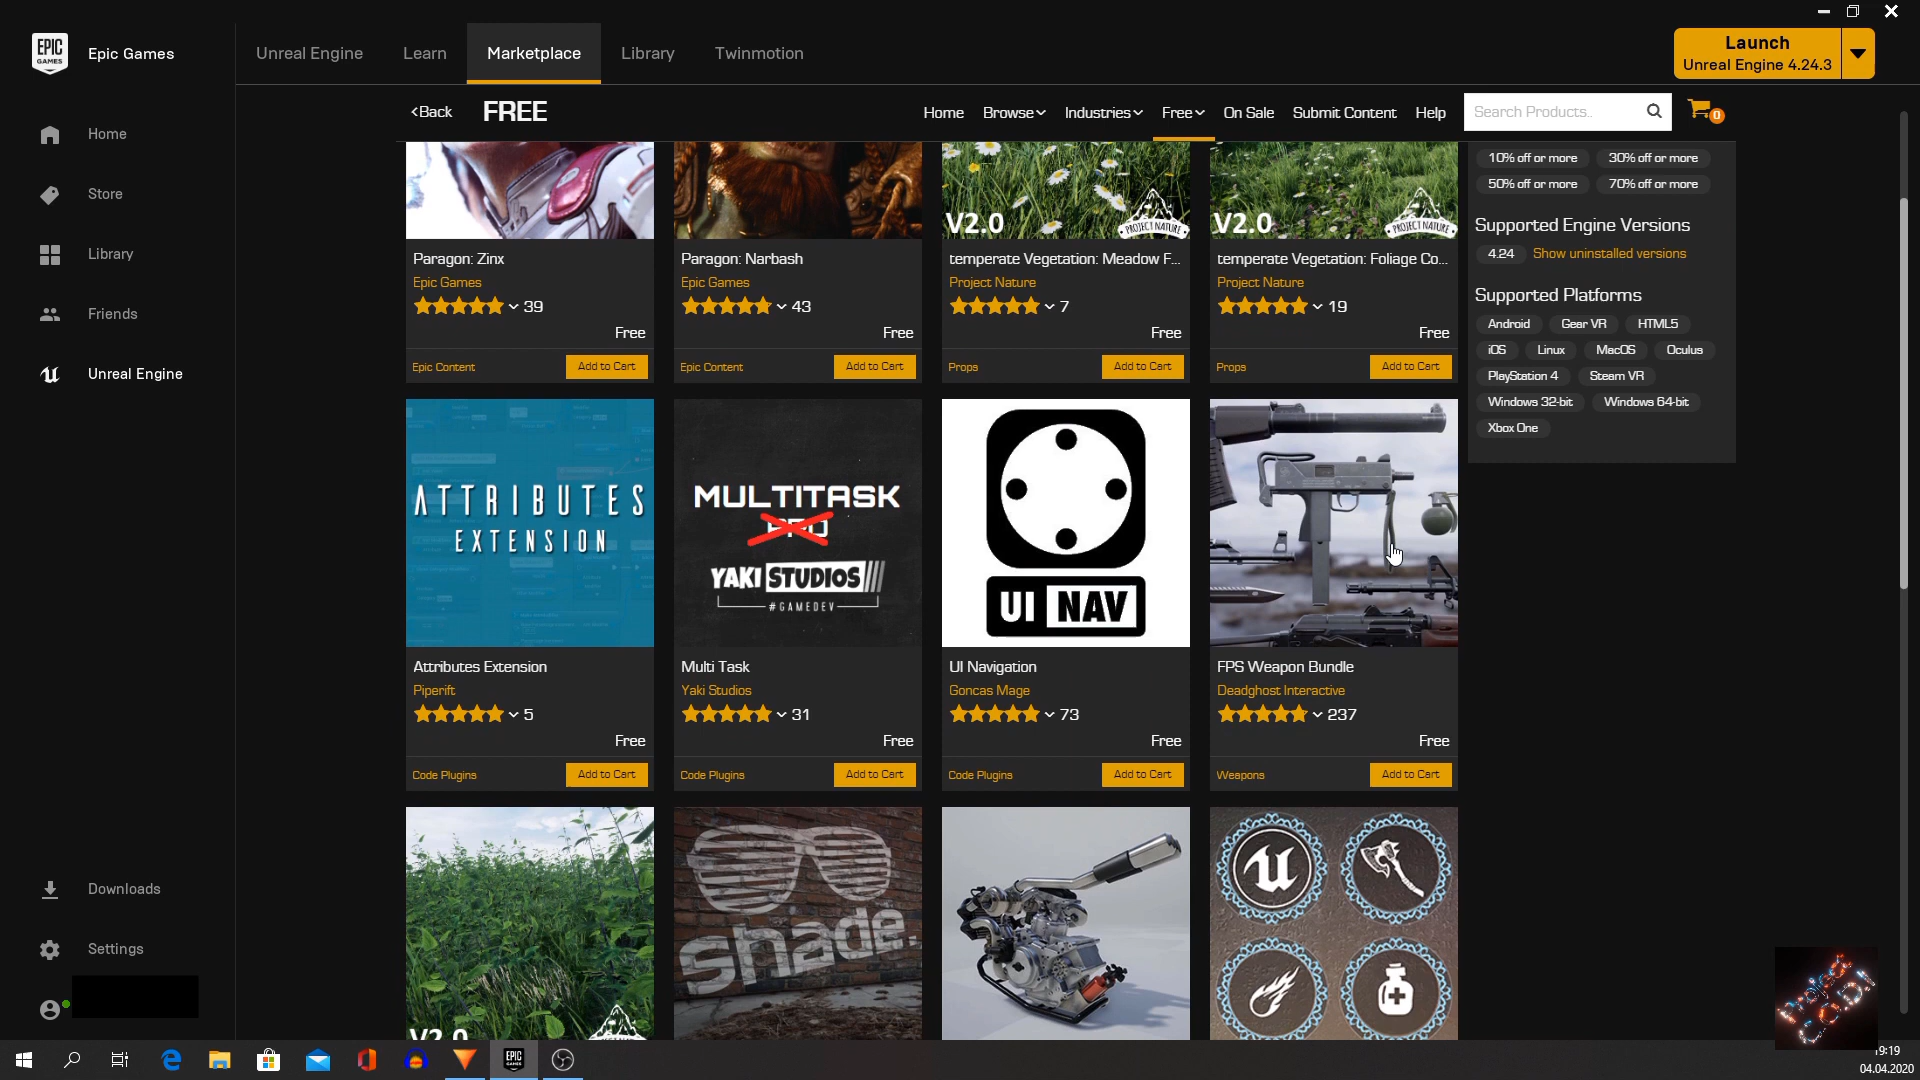 EPIC
GAMES
Epic Games
Unreal Engine
Learn
Marketplace
Library
Twinmotion
Launch
Unreal Engine 4.24.3
<Back
FREE
Home
Browse
Industries
Free
On Sale
Submit Content
Help
Search Products..
0
Home
Store
Library
Friends
Unreal Engine
Downloads
Settings
V2.0
PROJECT NATURE
V2.0
PROJECT NATURE
Paragon: Zinx
Epic Games
39
Free
Epic Content
Add to Cart
Paragon: Narbash
Epic Games
43
Free
Epic Content
Add to Cart
temperate Vegetation: Meadow F...
Project Nature
7
Free
Props
Add to Cart
temperate Vegetation: Foliage Co...
Project Nature
19
Free
Props
Add to Cart
10% off or more
30% off or more
50% off or more
70% off or more
Supported Engine Versions
4.24
Show uninstalled versions
Supported Platforms
Android
Gear VR
HTML5
iOS
Linux
MacOS
Oculus
PlayStation 4
Steam VR
Windows 32-bit
Windows 64-bit
Xbox One
ATTRIBUTES
EXTENSION
Attributes Extension
Piperift
5
Free
Code Plugins
Add to Cart
MULTITASK
PRO
YAKI STUDIOS
#GAMEDEV
Multi Task
Yaki Studios
31
Free
Code Plugins
Add to Cart
UI NAV
UI Navigation
Goncas Mage
73
Free
Code Plugins
Add to Cart
FPS Weapon Bundle
Deadghost Interactive
237
Free
Weapons
Add to Cart
V2.0
shade.
EPIC
GAMES
19:19
04.04.2020